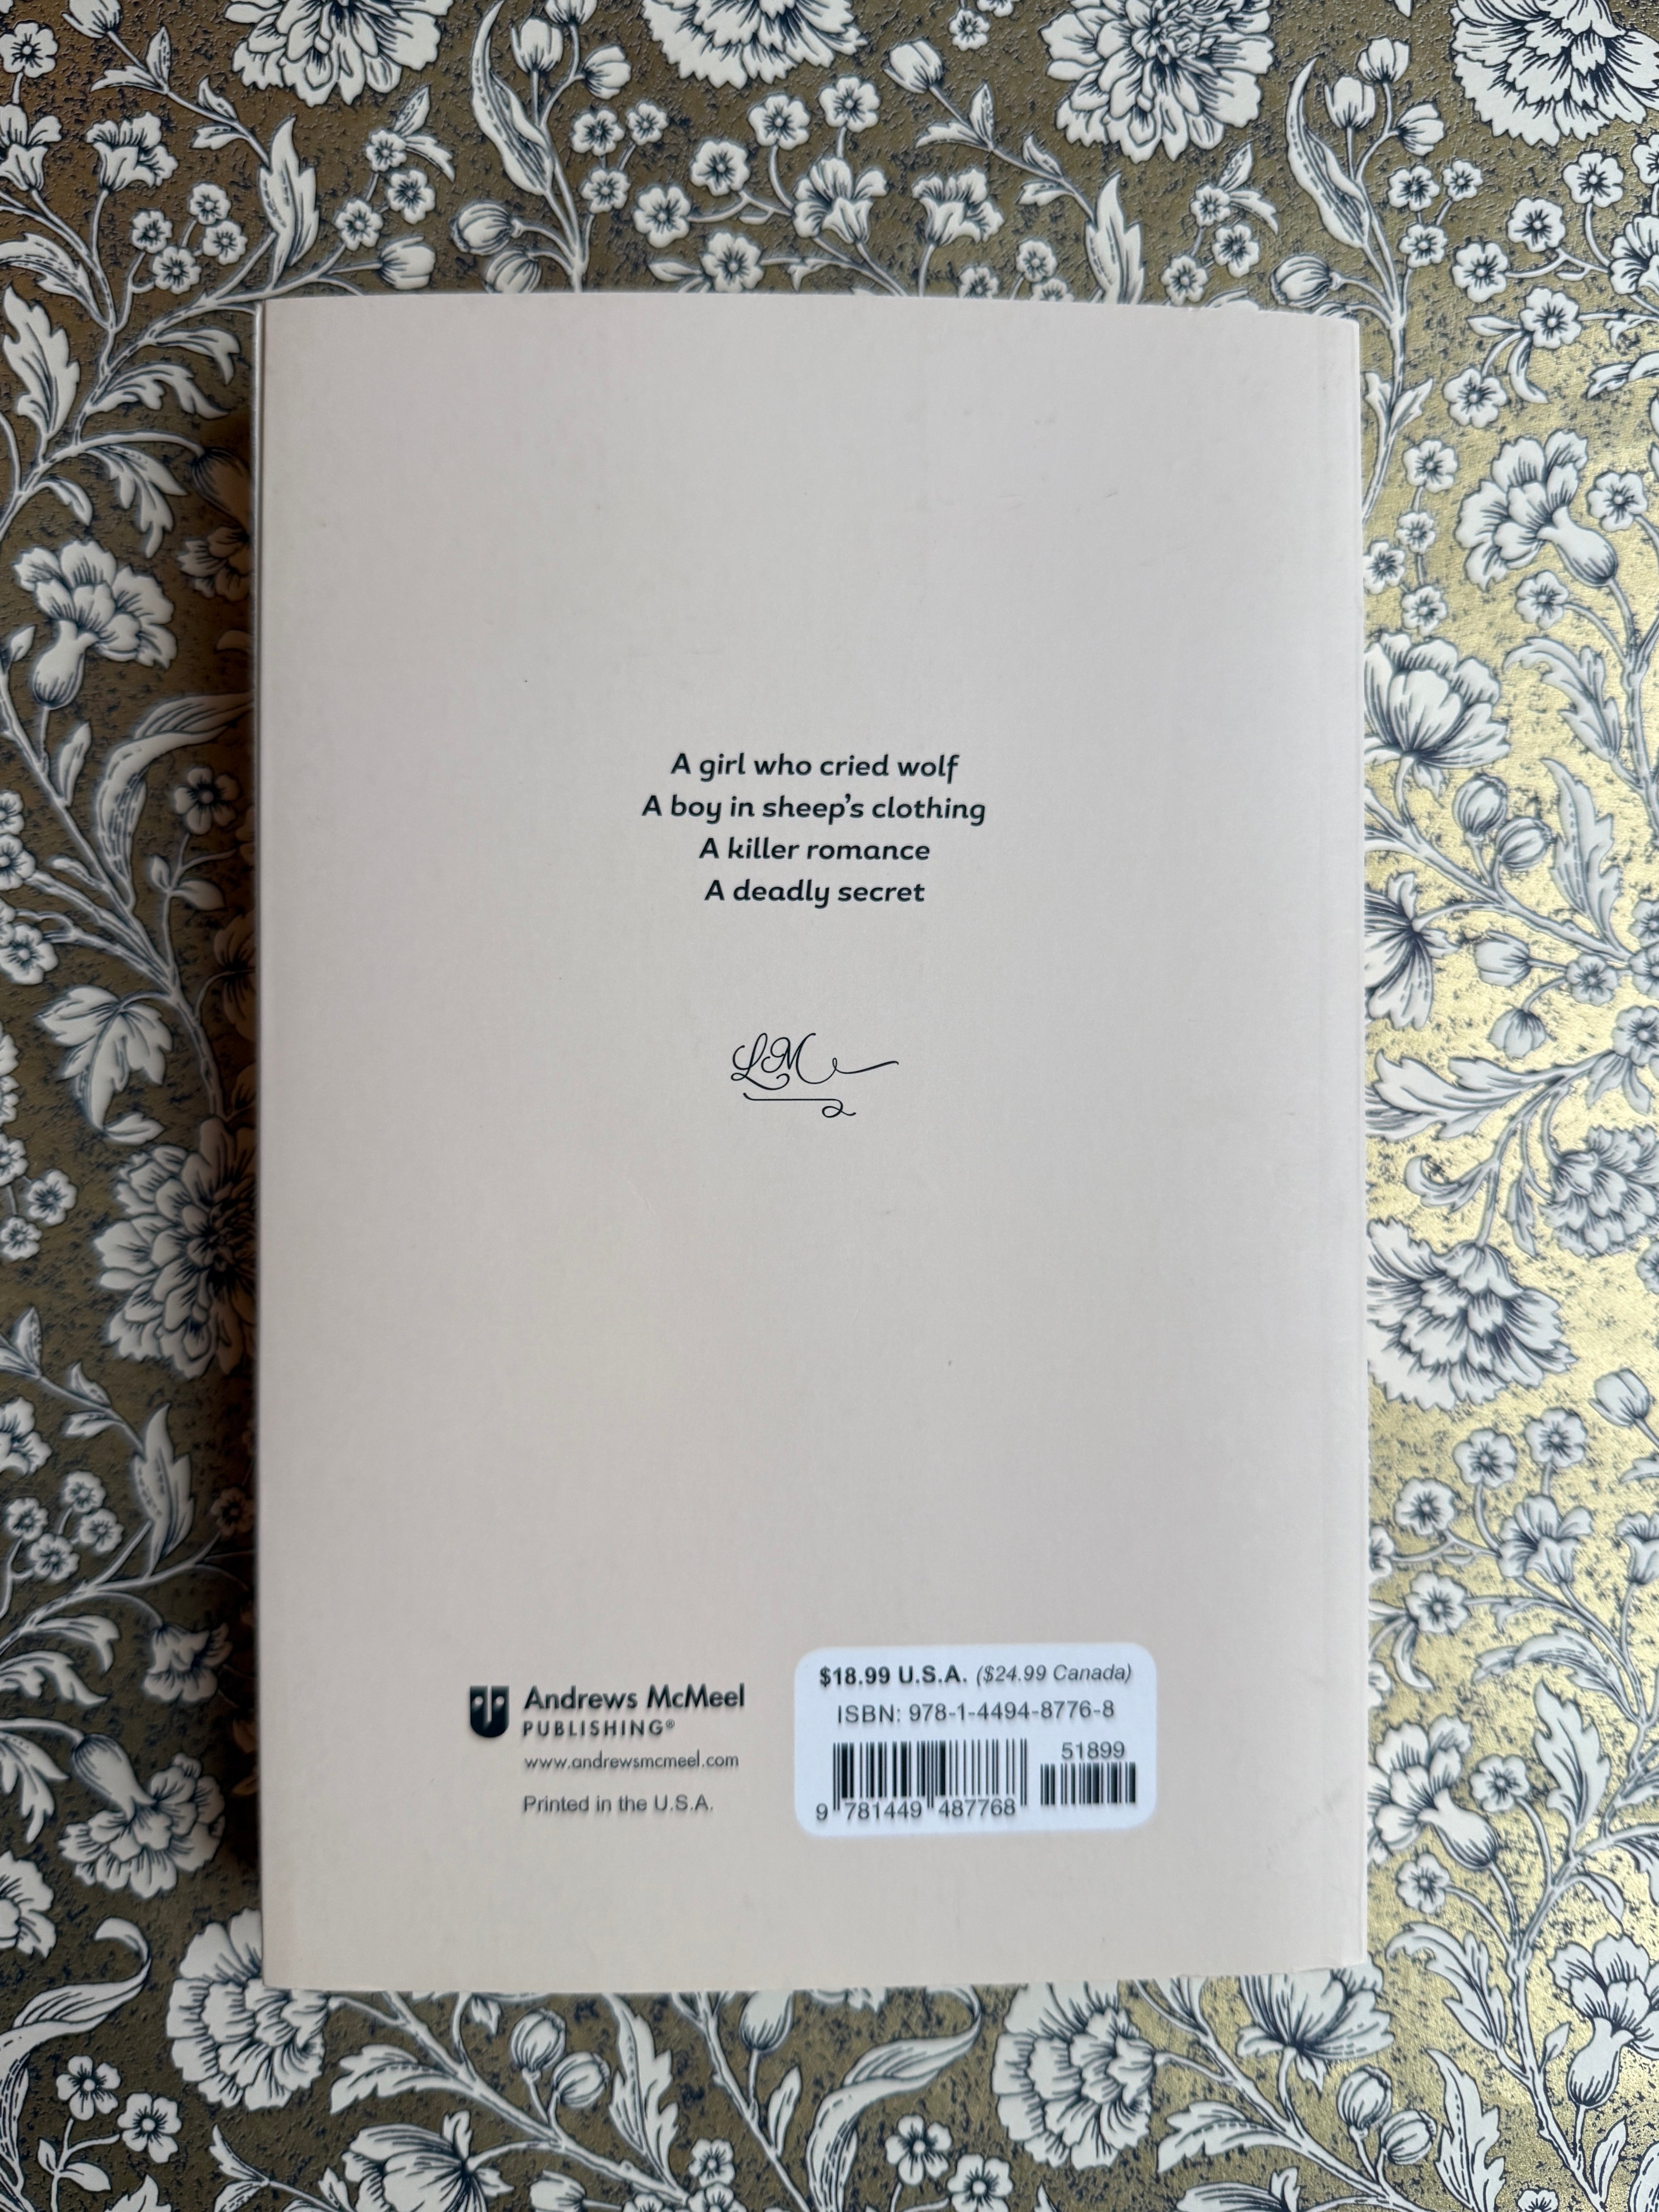 A girl who cried wolf
A boy in sheep's clothing
A killer romance
A deadly secret
LM
Andrews McMeel
PUBLISHING®
www.andrewsmcmeel.com
Printed in the U.S.A.
$18.99 U.S.A. ($24.99 Canada)
ISBN: 978-1-4494-8776-8
51899
9 781449 487768